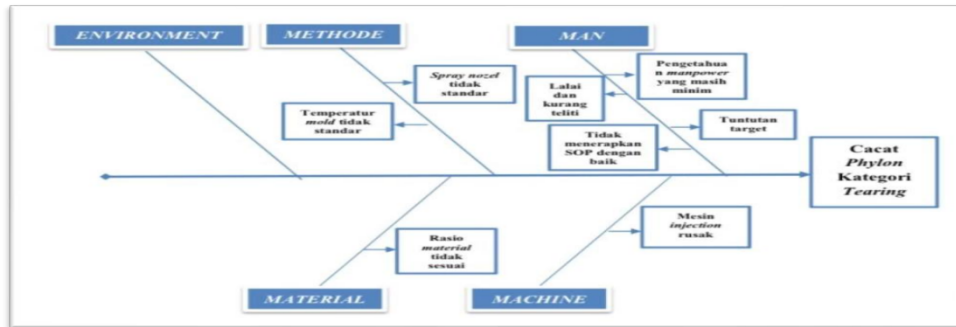 ENVIRONMENT
METHODE
MAN
Spray nozel
tidak
standar
Temperatur
mold tidak
standar
Lalai
dan
kurang
teliti
Pengetahua
n manpower
yang masih
minim
Tuntutan
target
Tidak
menerapkan
SOP dengan
baik
Cacat
Phylon
Kategori
Tearing
Rasio
material
tidak
sesuai
Mesin
injection
rusak
MATERIAL
MACHINE